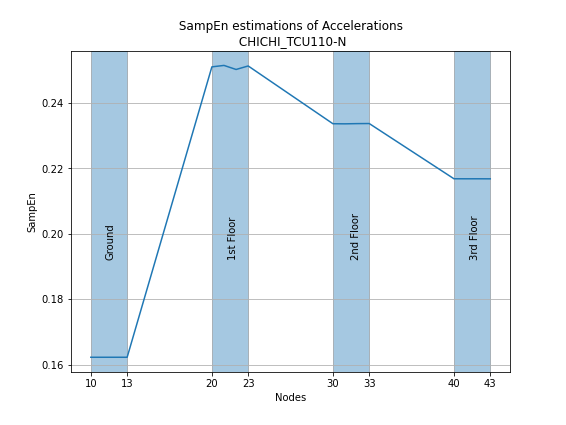 SampEn estimations of Accelerations
CHICHI_TCU110-N
SampEn
0.24
0.22
0.20
0.18
0.16
Ground
1st Floor
2nd Floor
3rd Floor
10 13 20 23 30 33 40 43
Nodes